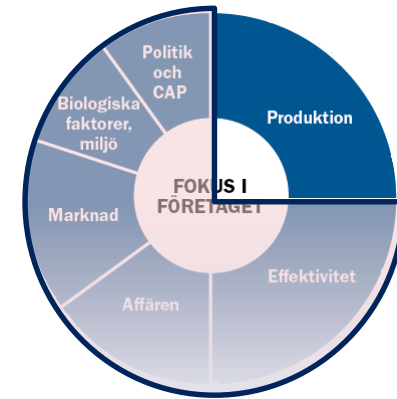 Politik
och
CAP
Produktion
Biologiska
faktorer,
miljö
FOKUS I
FÖRETAGET
Marknad
Effektivitet
Affären